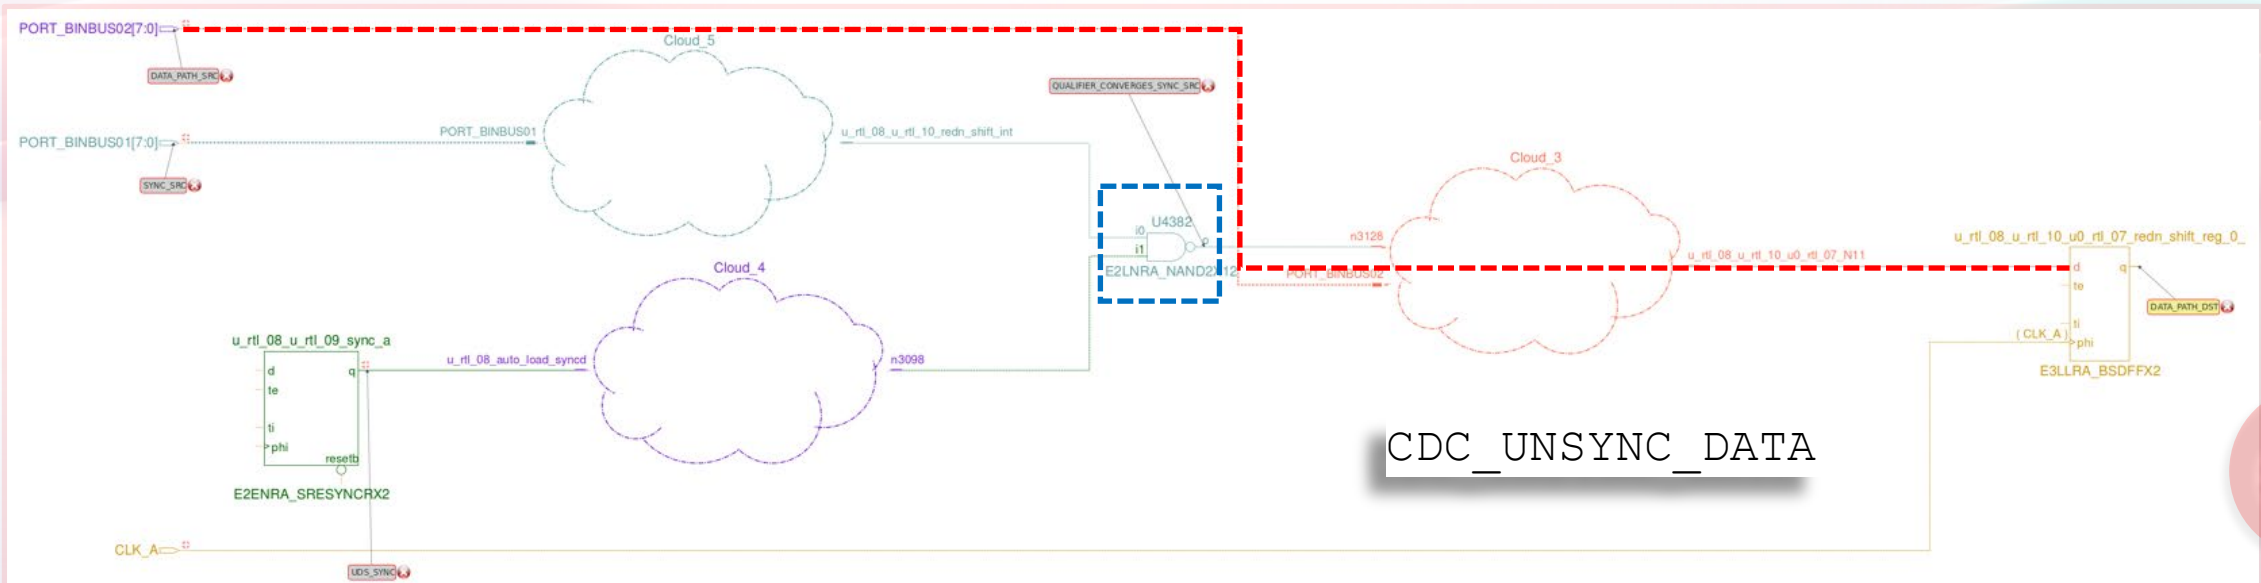 PORT_BINBUS02[7:0]
DATA_PATH_SRC
Cloud_5
QUALIFIER_CONVERGES_SYNC_SRC
PORT_BINBUS01[7:0]
PORT_BINBUS01
u_rtl_08_u_rtl_10_redn_shift_int
SYNC_SRC
Cloud_3
U4382
i0
i1
E2LNRA_NAND2X12
n3128
PORT_BINBUS02
u_rtl_08_u_rtl_10_u0_rtl_07_N11
u_rtl_08_u_rtl_10_u0_rtl_07_redn_shift_reg_0_
d
q
te
ti
(CLK_A)
phi
DATA_PATH_DST
E3LLRA_BSDFFX2
Cloud_4
u_rtl_08_u_rtl_09_sync_a
d
q
te
ti
phi
resetb
E2ENRA_SRESYNCRX2
u_rtl_08_auto_load_syncd
n3098
CDC_UNSYNC_DATA
CLK_A
UDS_SYNC